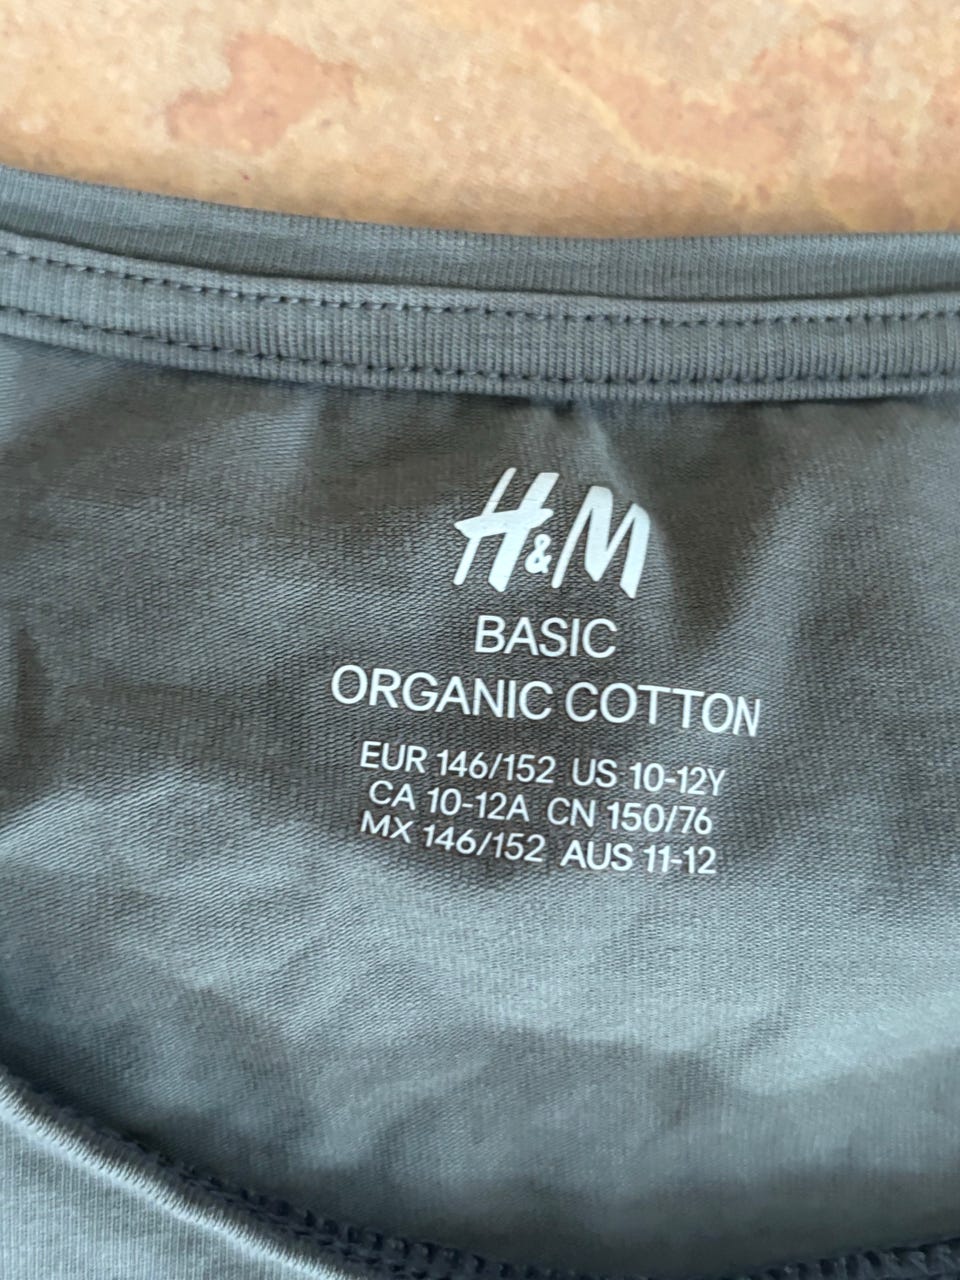 H&M
BASIC
ORGANIC COTTON
EUR 146/152 US 10-12Y
CA 10-12A CN 150/76
MX 146/152 AUS 11-12